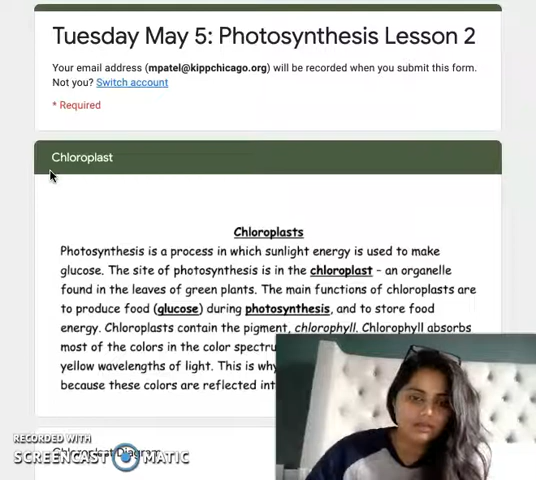 Tuesday May 5: Photosynthesis Lesson 2
Your email address (mpatel@kippchicago.org) will be recorded when you submit this form.
Not you? Switch account
* Required
Chloroplast
Chloroplasts
Photosynthesis is a process in which sunlight energy is used to make
glucose. The site of photosynthesis is in the chloroplast - an organelle
found in the leaves of green plants. The main functions of chloroplasts are
to produce food (glucose) during photosynthesis, and to store food
energy. Chloroplasts contain the pigment, chlorophyll. Chlorophyll absorbs
most of the colors in the color spectru
yellow wavelengths of light. This is why
because these colors are reflected int
RECORDED WITH
Chloroplast Diagram
SCREENCAST MATIC